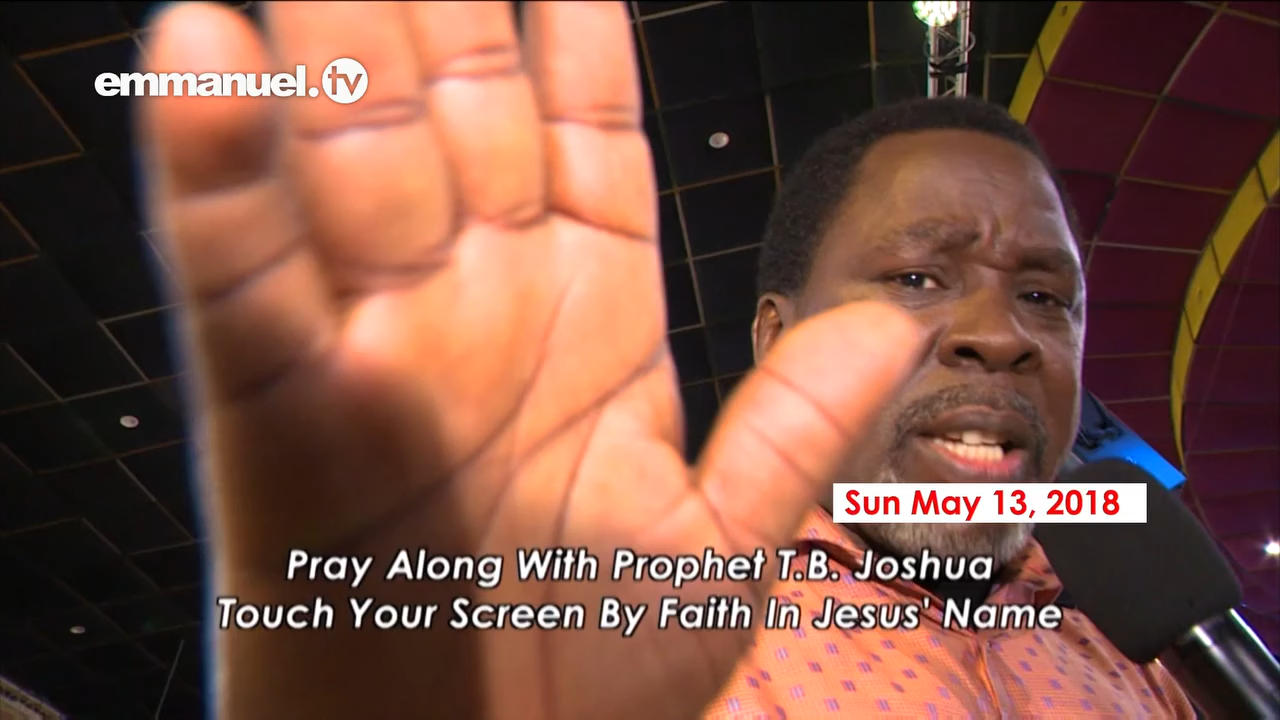 emmanuel.tv
Sun May 13, 2018
Pray Along With Prophet T.B. Joshua
Touch Your Screen By Faith In Jesus' Name